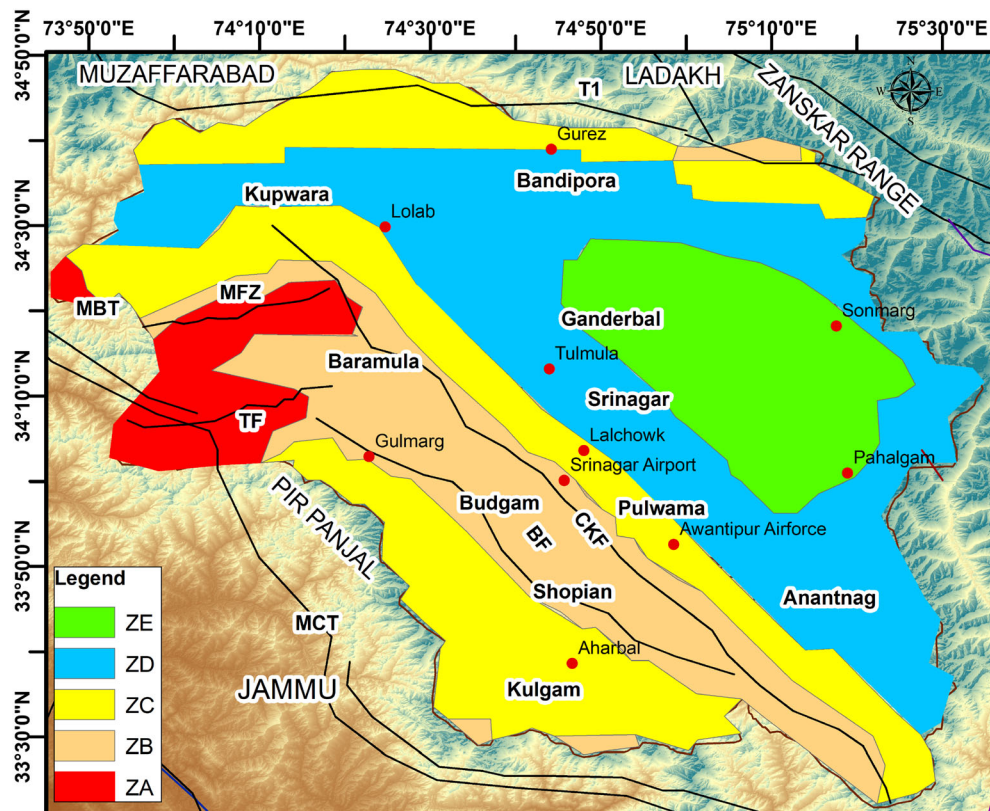 73°50'0"E 74°10'0"E 74°30'0"E 74°50'0"E 75°10'0"E 75°30'0"E
34°50'0"N
34°30'0"N
34°10'0"N
33°50'0"N
33°30'0"N
MUZAFFARABAD
LADAKH
T1
ZANSKAR RANGE
N
W E
S
Gurez
Bandipora
Kupwara
Lolab
MBT
MFZ
Ganderbal
Sonmarg
Baramula
Tulmula
Srinagar
TF
Lalchowk
Gulmarg
Srinagar Airport
Pahalgam
PIR PANJAL
Budgam
Pulwama
BF
CKF
Awantipur Airforce
Shopian
Anantnag
MCT
Aharbal
JAMMU
Kulgam
Legend
ZE
ZD
ZC
ZB
ZA